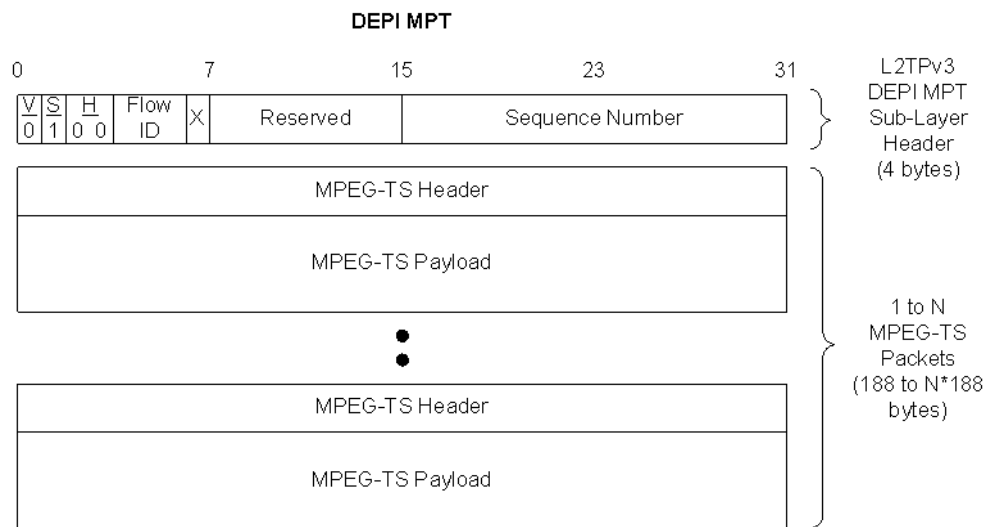 DEPI MPT
0 7 15 23 31
V S H Flow
0 1 0 0 ID X Reserved Sequence Number
L2TPv3
DEPI MPT
Sub-Layer
Header
(4 bytes)
MPEG-TS Header
MPEG-TS Payload
1 to N
MPEG-TS
Packets
(188 to N*188
bytes)
MPEG-TS Header
MPEG-TS Payload